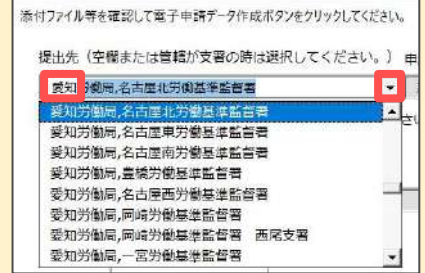 添付ファイル等を確認して電子申請データ作成ボタンをクリックしてください。
提出先（空欄または管轄が支署の時は選択してください。） 申
愛知労働局,名古屋北労働基準監督署
愛知労働局,名古屋北労働基準監督署
愛知労働局,名古屋東労働基準監督署
愛知労働局,名古屋南労働基準監督署
愛知労働局,豊橋労働基準監督署
愛知労働局,名古屋西労働基準監督署
愛知労働局,岡崎労働基準監督署
愛知労働局,岡崎労働基準監督署 西尾支署
愛知労働局,一宮労働基準監督署